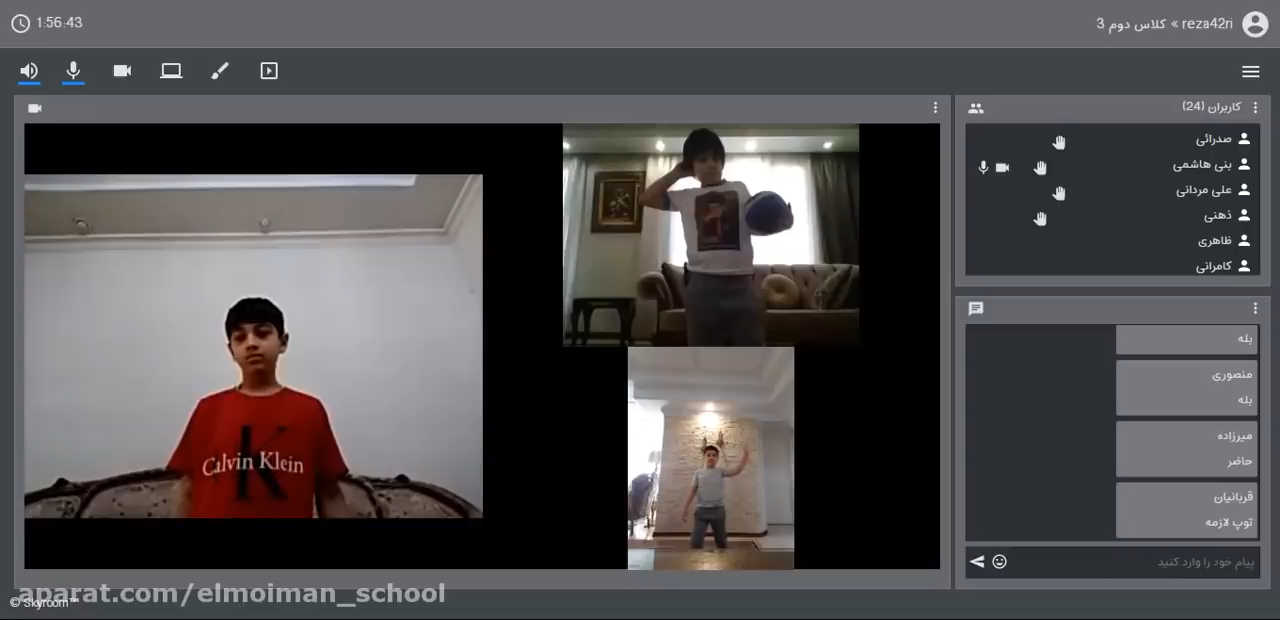 1:56:43
reza42ri » کلاس دوم 3
کاربران (24)
صدرائی
بنی هاشمی
علی مردانی
ذهنی
ظاهری
کامرانی
Calvin Klein
K
بله
منصوری
بله
میرزاده
حاضر
قربانیان
توپ لازمه
پیام خود را وارد کنید
aparat.com/elmoiman_school
© Skyroom™